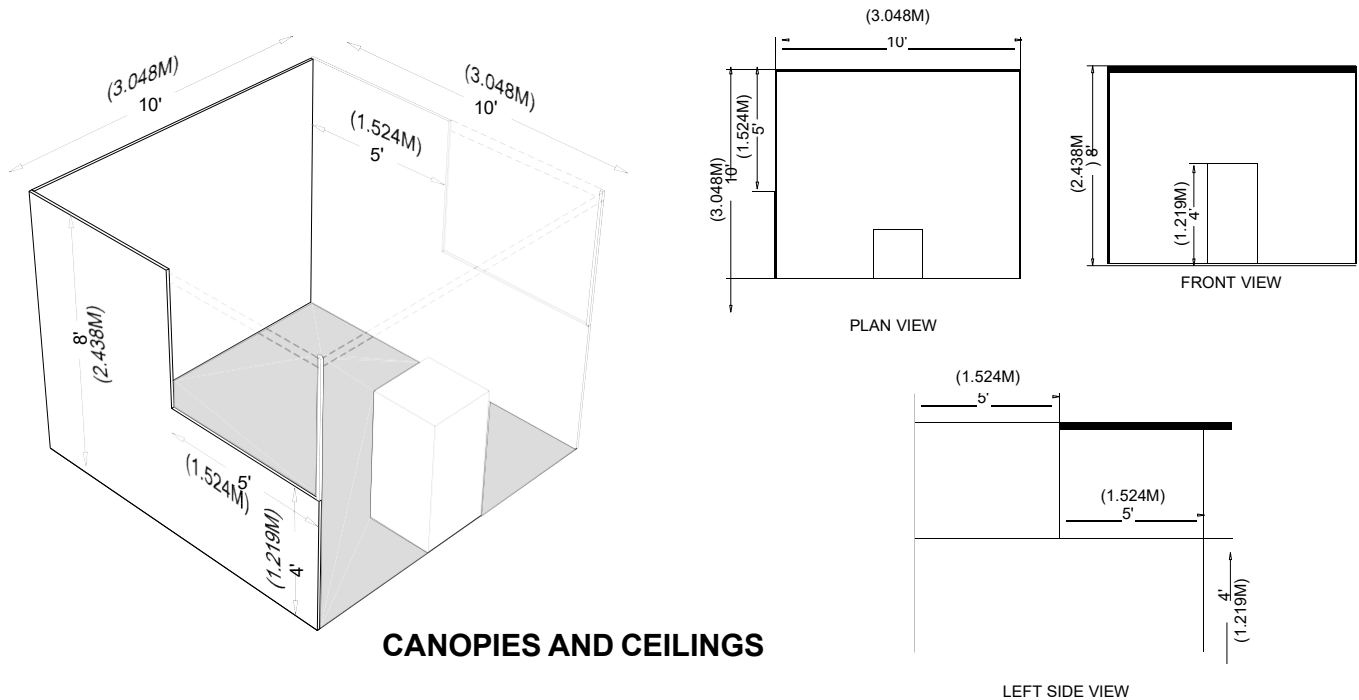 (3.048M)
10'
(3.048M)
10'
(1.524M)
5'
8'
(2.438M)
5'
(1.524M)
4'
(1.219M)
CANOPIES AND CEILINGS
(3.048M)
10'
(1.524M)
5'
(3.048M)
10'
PLAN VIEW
(2.438M
) 8'
(1.219M)
4'
FRONT VIEW
(1.524M)
5'
(1.524M)
5'
4'
(1.219M)
LEFT SIDE VIEW